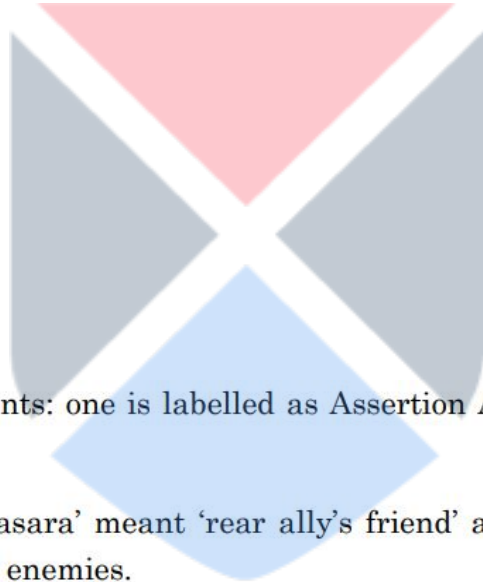 nts: one is labelled as Assertion
asara’ meant ‘rear ally’s friend’
enemies.